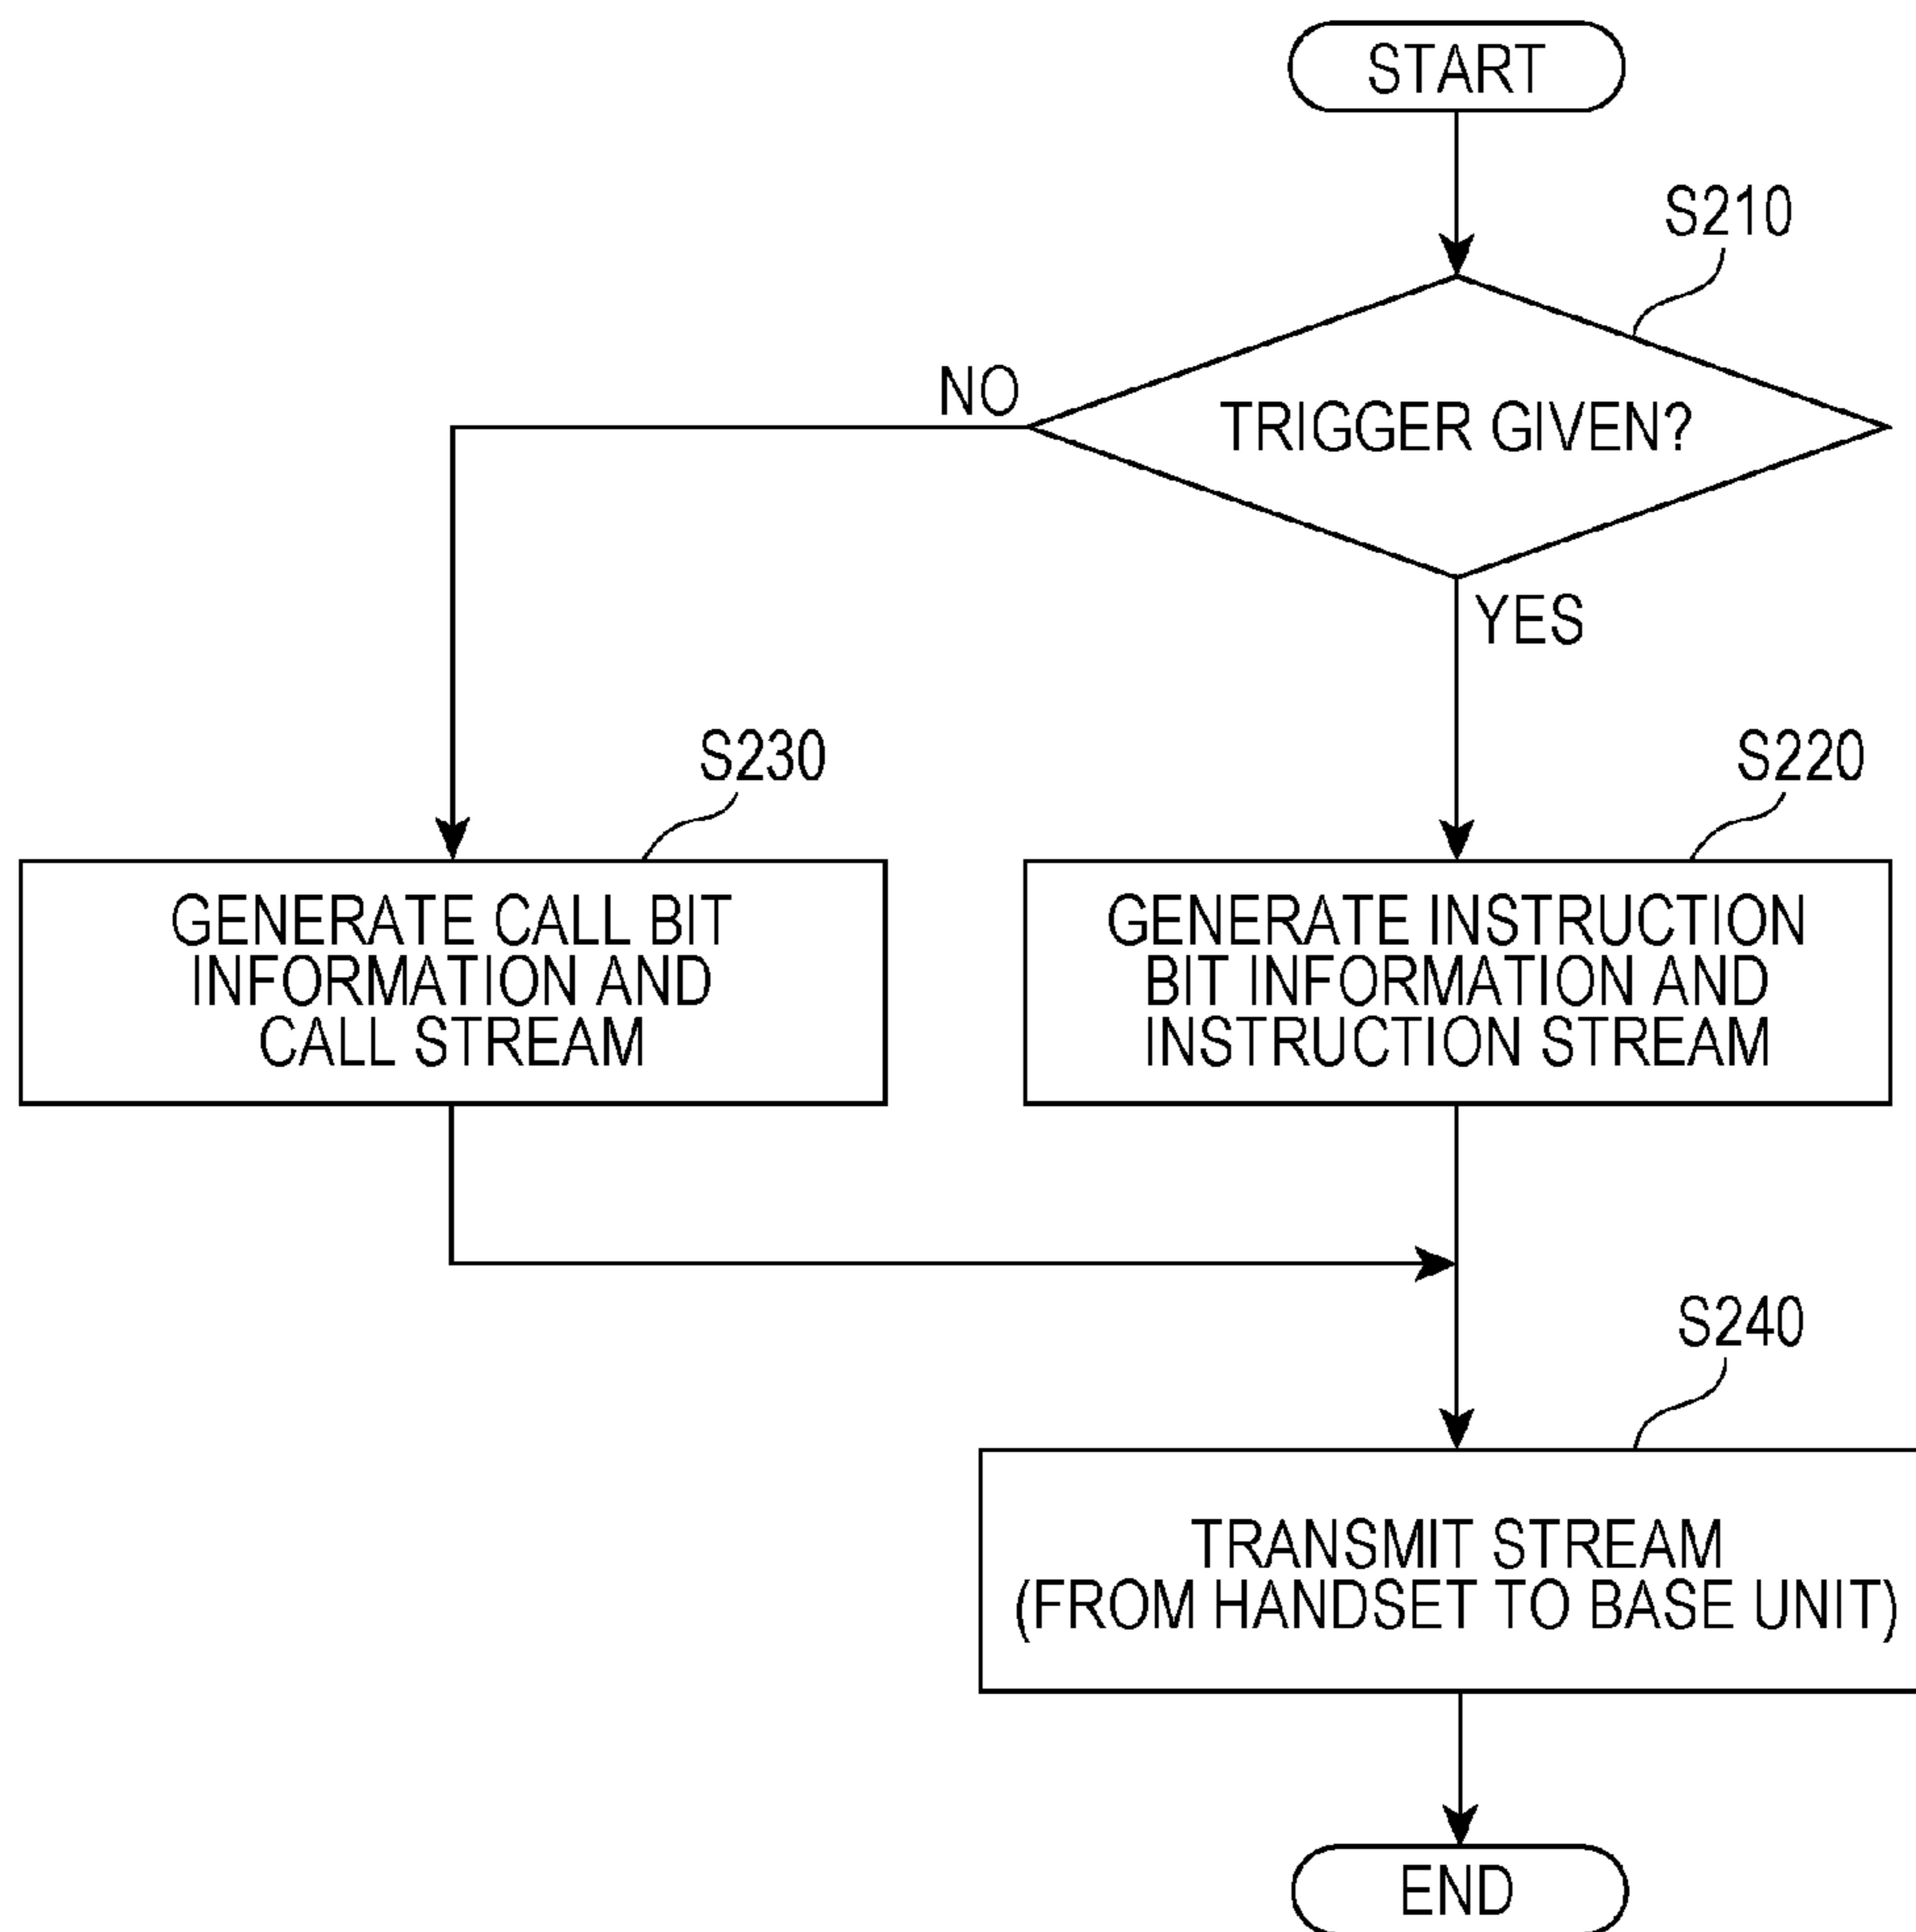 START
S210
NO
TRIGGER GIVEN?
YES
S230
S220
GENERATE CALL BIT
INFORMATION AND
CALL STREAM
GENERATE INSTRUCTION
BIT INFORMATION AND
INSTRUCTION STREAM
S240
TRANSMIT STREAM
(FROM HANDSET TO BASE UNIT)
END